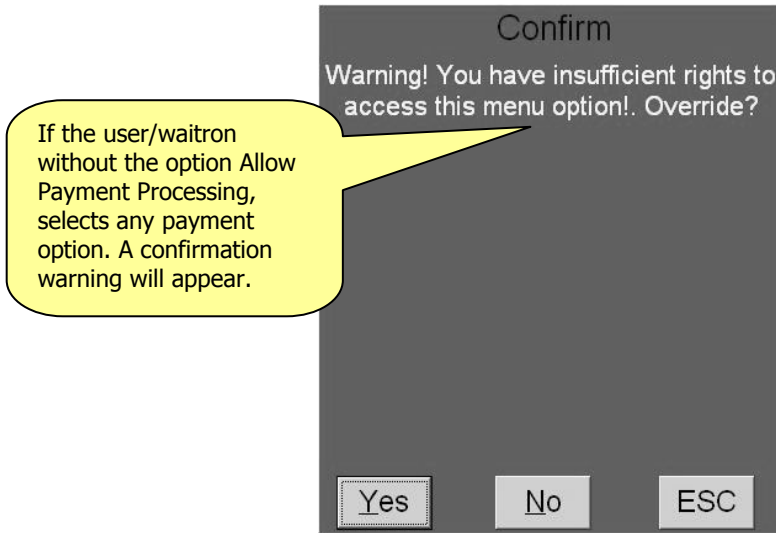 Confirm
Warning! You have insufficient rights to
access this menu option!. Override?
If the user/waitron
without the option Allow
Payment Processing,
selects any payment
option. A confirmation
warning will appear.
Yes
No
ESC